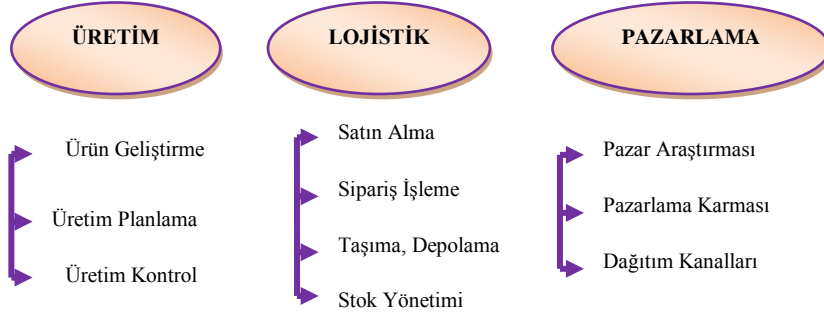 ÜRETİM
Ürün Geliştirme
Üretim Planlama
Üretim Kontrol
LOJİSTİK
Satın Alma
Sipariş İşleme
Taşıma, Depolama
Stok Yönetimi
PAZARLAMA
Pazar Araştırması
Pazarlama Karması
Dağıtım Kanalları